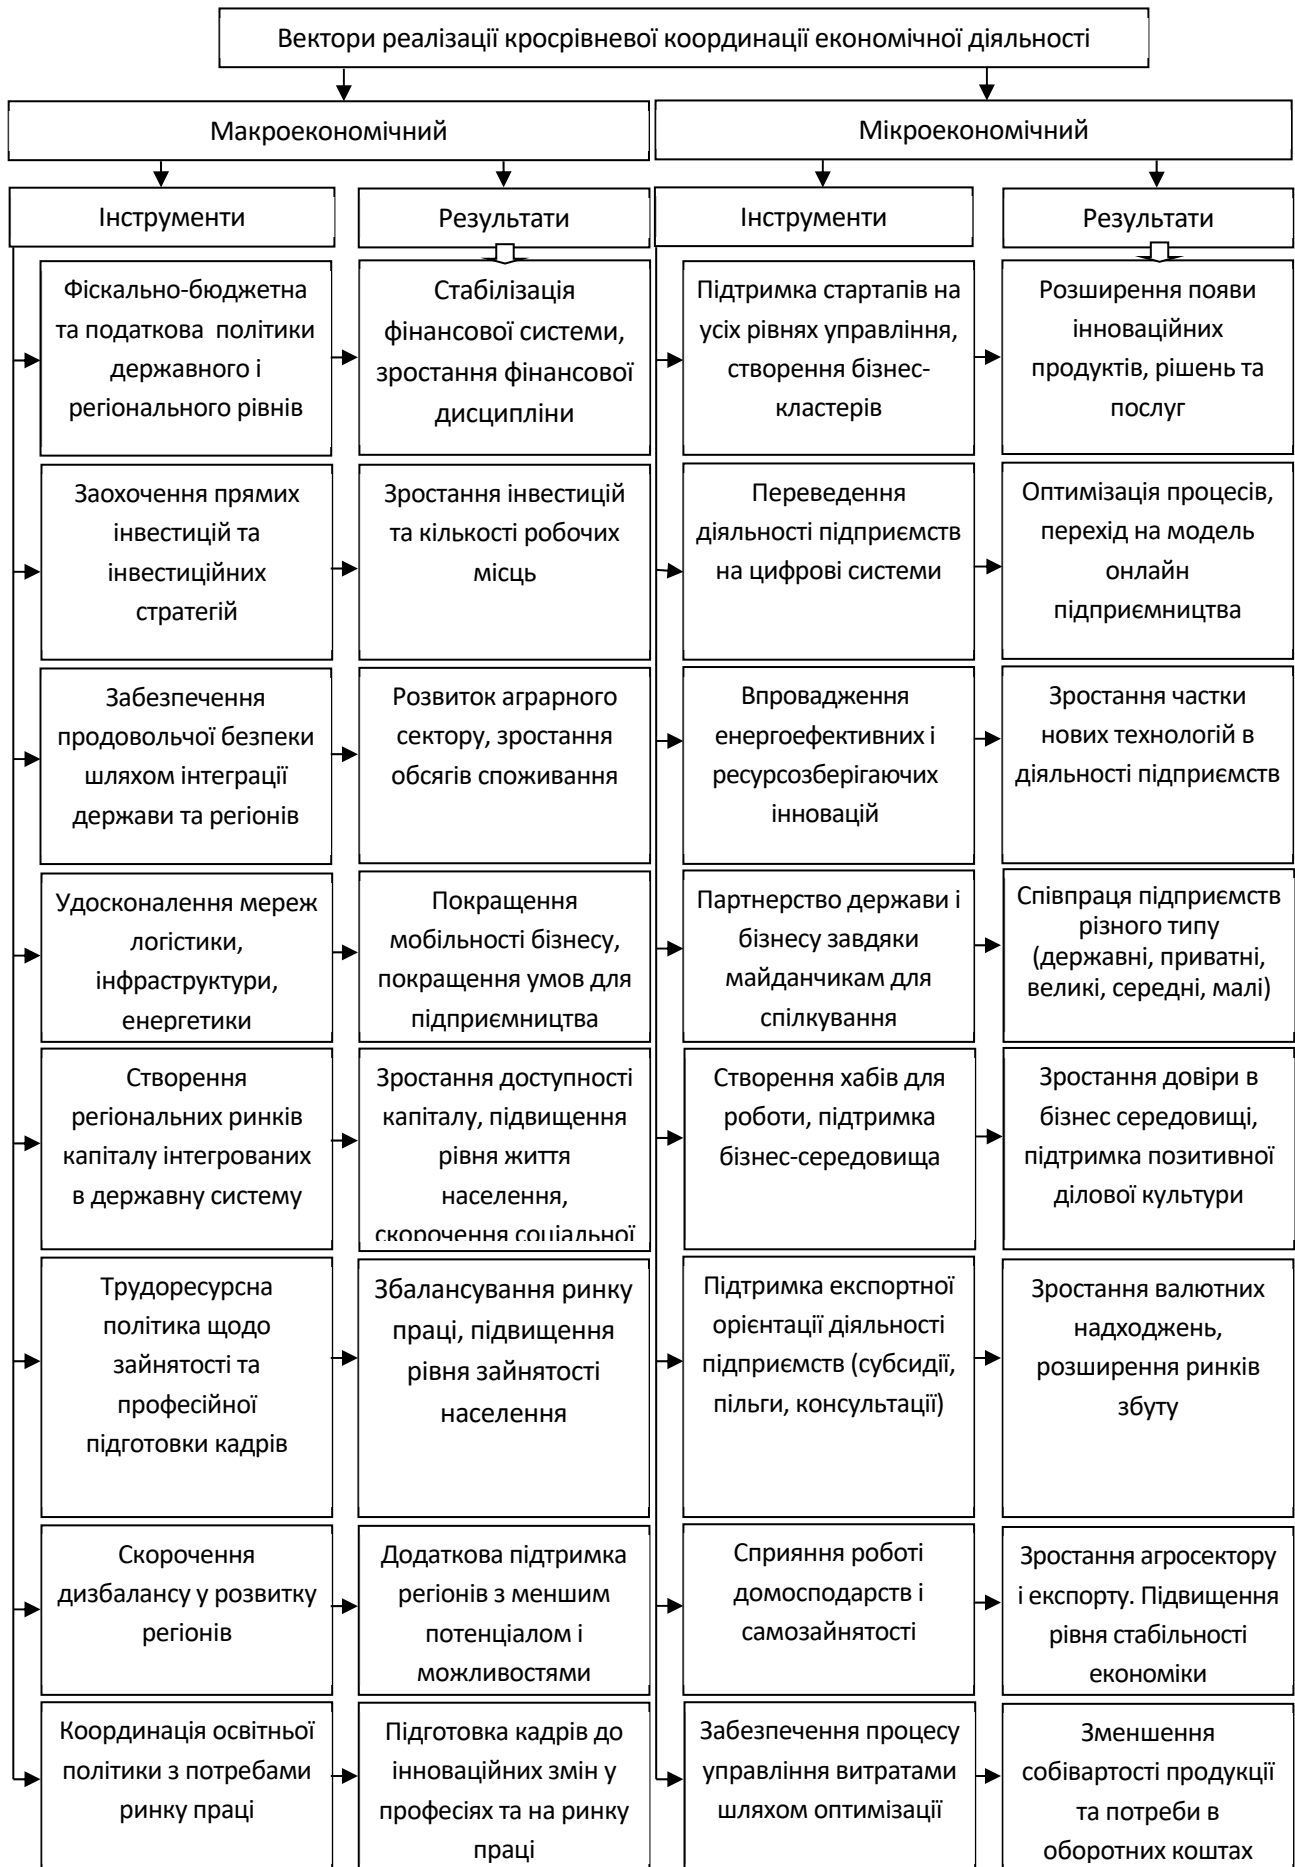 Вектори реалізації кросрівневої координації економічної діяльності
Макроекономічний
Мікроекономічний
Інструменти
Результати
Інструменти
Результати
Фіскально-бюджетна
та податкова політики
державного і
регіонального рівнів
Стабілізація
фінансової системи,
зростання фінансової
дисципліни
Підтримка стартапів на
усіх рівнях управління,
створення бізнес-
кластерів
Розширення появи
інноваційних
продуктів, рішень та
послуг
Заохочення прямих
інвестицій та
інвестиційних
стратегій
Зростання інвестицій
та кількості робочих
місць
Переведення
діяльності підприємств
на цифрові системи
Оптимізація процесів,
перехід на модель
онлайн
підприємництва
Забезпечення
продовольчої безпеки
шляхом інтеграції
держави та регіонів
Розвиток аграрного
сектору, зростання
обсягів споживання
Впровадження
енергоефективних і
ресурсозберігаючих
інновацій
Зростання частки
нових технологій в
діяльності підприємств
Удосконалення мереж
логістики,
інфраструктури,
енергетики
Покращення
мобільності бізнесу,
покращення умов для
підприємництва
Партнерство держави і
бізнесу завдяки
майданчикам для
спілкування
Співпраця підприємств
різного типу
(державні, приватні,
великі, середні, малі)
Створення
регіональних ринків
капіталу інтегрованих
в державну систему
Зростання доступності
капіталу, підвищення
рівня життя
населення,
скорочення соціальної
Створення хабів для
роботи, підтримка
бізнес-середовища
Зростання довіри в
бізнес середовищі,
підтримка позитивної
ділової культури
Трудоресурсна
політика щодо
зайнятості та
професійної
підготовки кадрів
Збалансування ринку
праці, підвищення
рівня зайнятості
населення
Підтримка експортної
орієнтації діяльності
підприємств (субсидії,
пільги, консультації)
Зростання валютних
надходжень,
розширення ринків
збуту
Скорочення
дизбалансу у розвитку
регіонів
Додаткова підтримка
регіонів з меншим
потенціалом і
можливостями
Сприяння роботі
домосподарств і
самозайнятості
Зростання агросектору
і експорту. Підвищення
рівня стабільності
економіки
Координація освітньої
політики з потребами
ринку праці
Підготовка кадрів до
інноваційних змін у
професіях та на ринку
праці
Забезпечення процесу
управління витратами
шляхом оптимізації
Зменшення
собівартості продукції
та потреби в
оборотних коштах